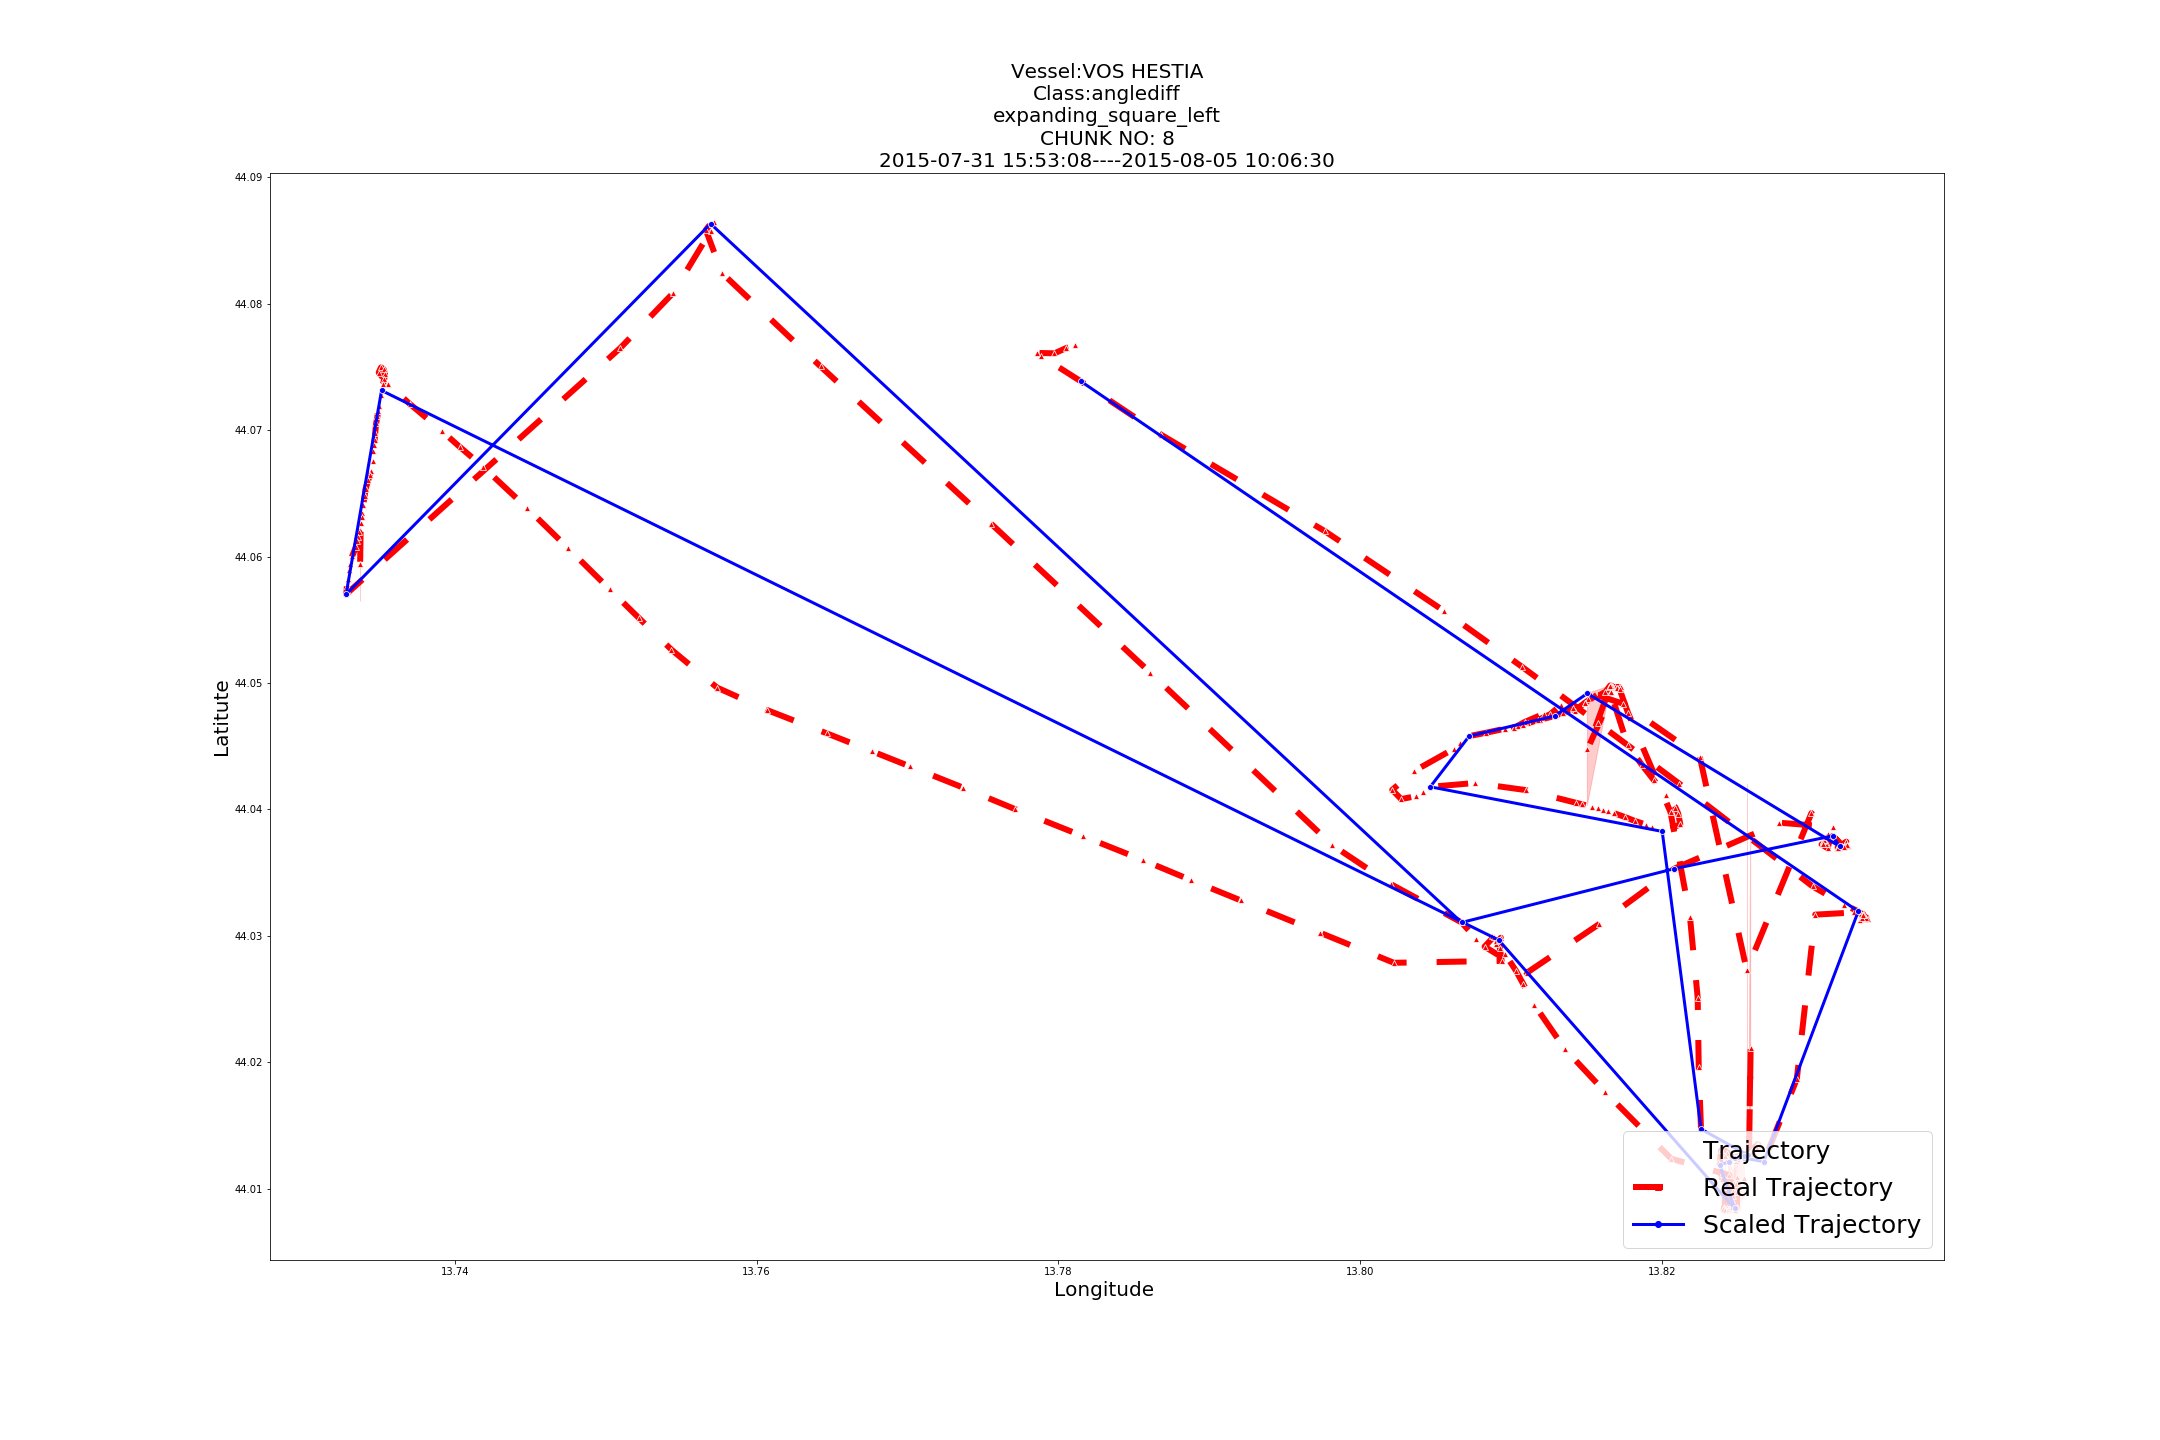 Vessel:VOS HESTIA
Class:anglediff
expanding_square_left
CHUNK NO: 8
2015-07-31 15:53:08----2015-08-05 10:06:30
44.09
44.08
44.07
44.06
44.05
44.04
44.03
44.02
44.01
Latitute
13.74 13.76 13.78 13.80 13.82
Longitude
Trajectory
Real Trajectory
Scaled Trajectory